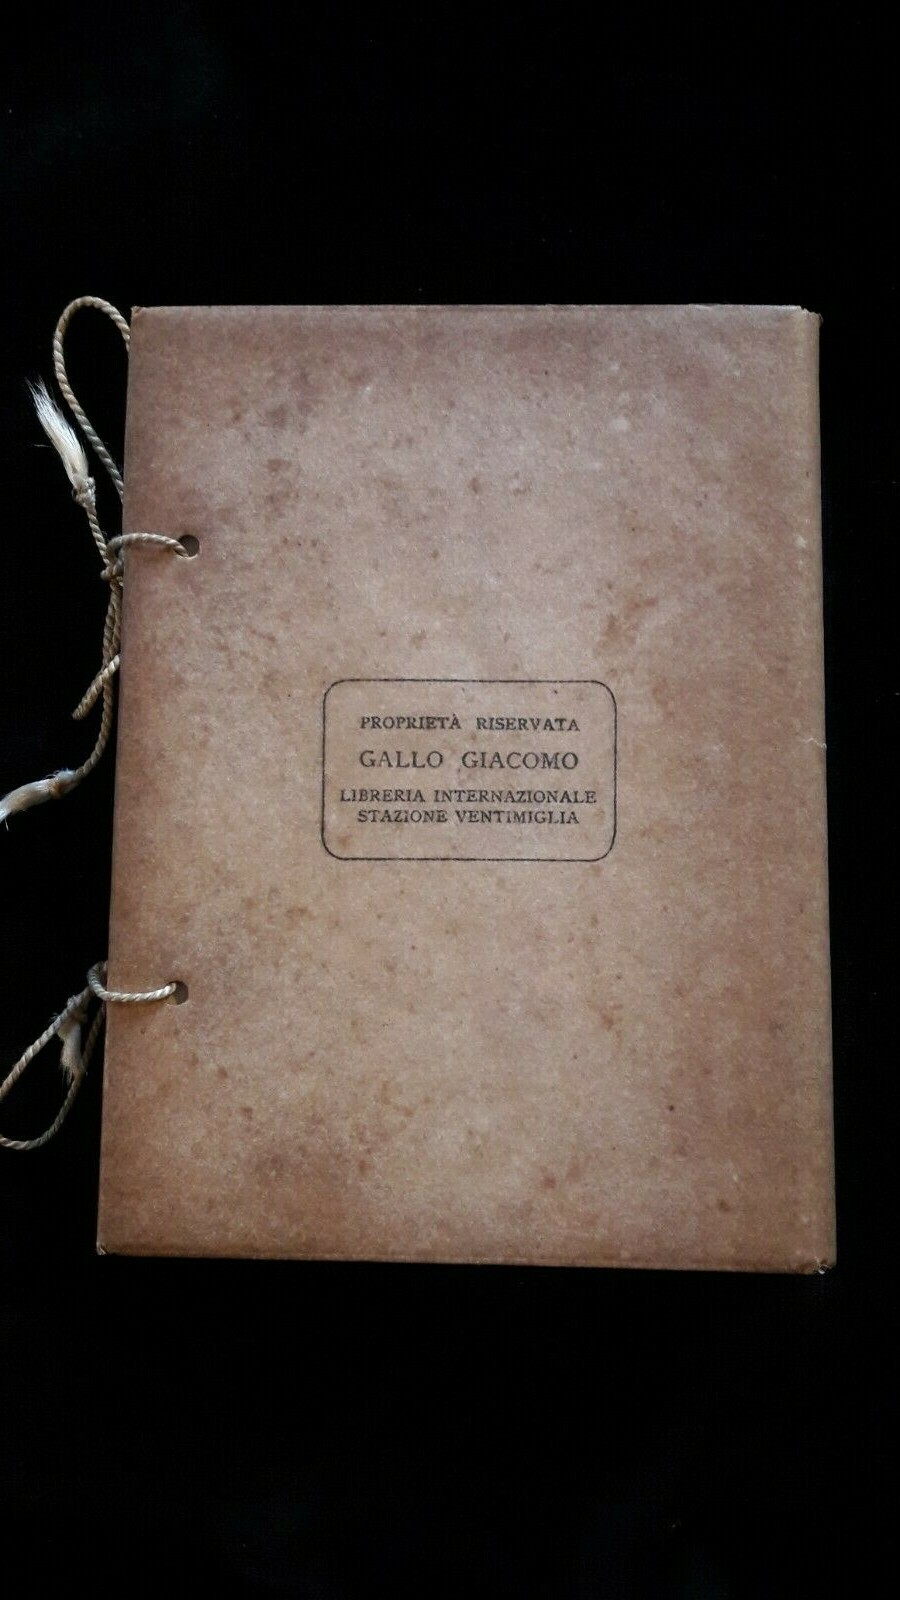 PROPRIETÀ RISERVATA
GALLO GIACOMO
LIBRERIA INTERNAZIONALE
STAZIONE VENTIMIGLIA